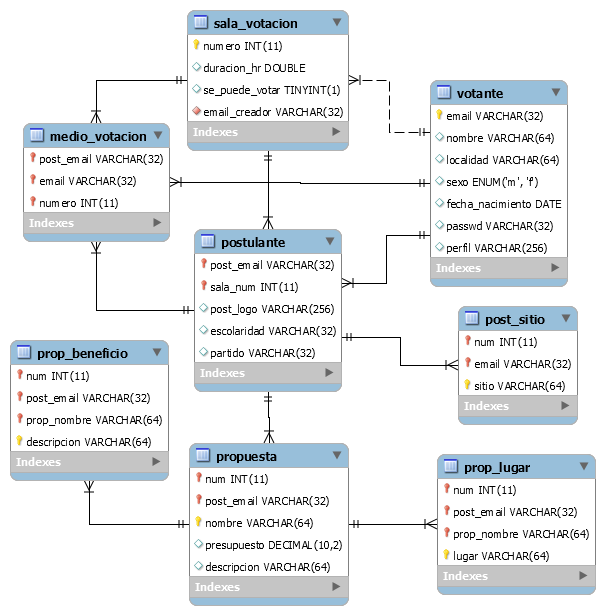 sala_votacion
numero INT(11)
duracion_hr DOUBLE
se_puede_votar TINYINT(1)
email_creador VARCHAR(32)
Indexes
votante
email VARCHAR(32)
nombre VARCHAR(64)
localidad VARCHAR(64)
sexo ENUM('m', 'f')
fecha_nacimiento DATE
passwd VARCHAR(32)
perfil VARCHAR(256)
Indexes
medio_votacion
post_email VARCHAR(32)
email VARCHAR(32)
numero INT(11)
Indexes
postulante
post_email VARCHAR(32)
sala_num INT(11)
post_logo VARCHAR(256)
escolaridad VARCHAR(32)
partido VARCHAR(32)
Indexes
post_sitio
num INT(11)
email VARCHAR(32)
sitio VARCHAR(64)
Indexes
prop_beneficio
num INT(11)
post_email VARCHAR(32)
prop_nombre VARCHAR(64)
descripcion VARCHAR(64)
Indexes
propuesta
num INT(11)
post_email VARCHAR(32)
nombre VARCHAR(64)
presupuesto DECIMAL(10,2)
descripcion VARCHAR(64)
Indexes
prop_lugar
num INT(11)
post_email VARCHAR(32)
prop_nombre VARCHAR(64)
lugar VARCHAR(64)
Indexes